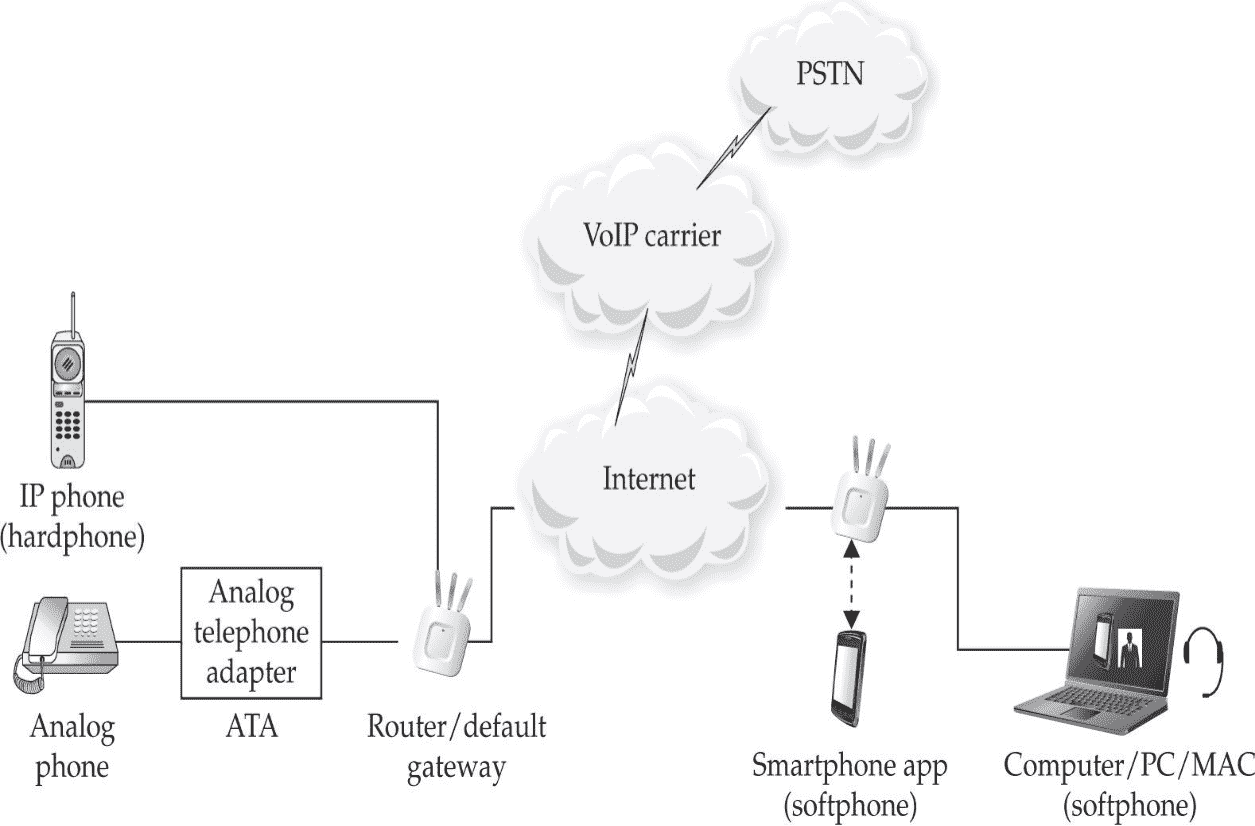 PSTN
VoIP carrier
Internet
IP phone
(hardphone)
Analog
telephone
adapter
Analog
phone
ATA
Router/default
gateway
Smartphone app
(softphone)
Computer/PC/MAC
(softphone)